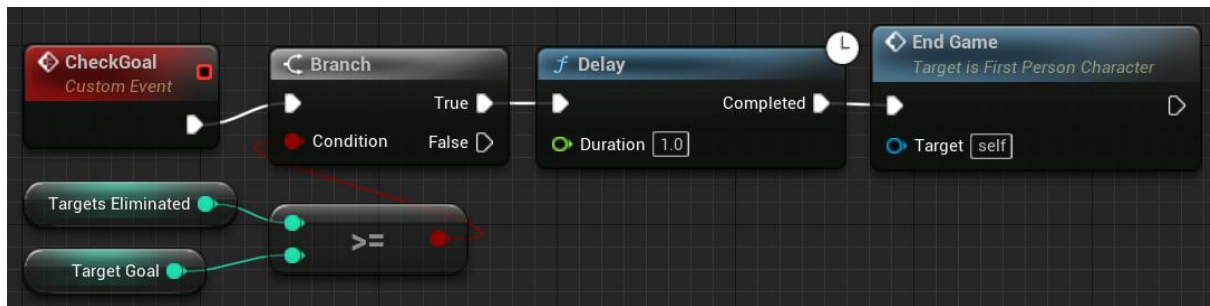 CheckGoal
Custom Event
Branch
True
Condition
False
f Delay
Completed
Duration 1.0
End Game
Target is First Person Character
Target self
Targets Eliminated
>=
Target Goal